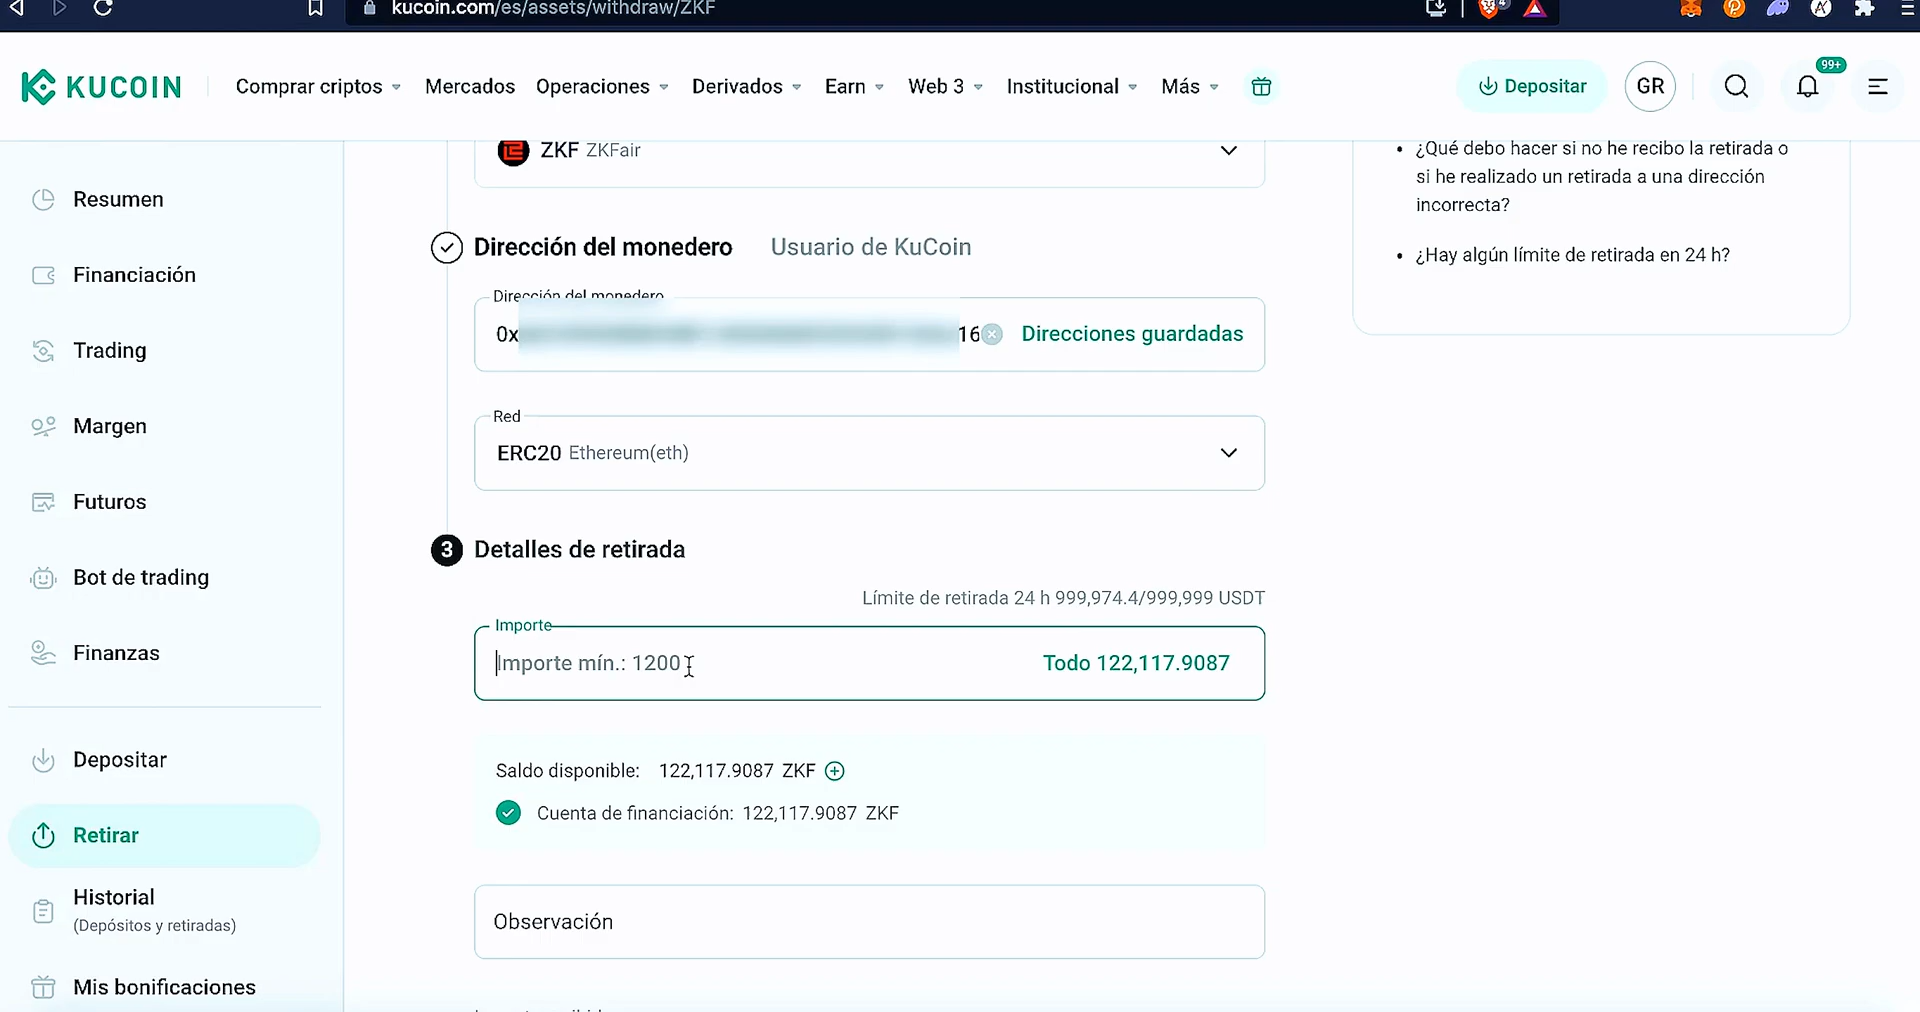 kucoin.com/es/assets/withdraw/ZKF
4
KUCOIN
Comprar criptos
Mercados
Operaciones
Derivados
Earn
Web 3
Institucional
Más
Depositar
GR
99+
Resumen
Financiación
Trading
Margen
Futuros
Bot de trading
Finanzas
Depositar
Retirar
Historial
(Depósitos y retiradas)
Mis bonificaciones
ZKF ZKFair
Dirección del monedero
Usuario de KuCoin
Dirección del monedero
0x
16
Direcciones guardadas
Red
ERC20 Ethereum(eth)
3 Detalles de retirada
Límite de retirada 24 h 999,974.4/999,999 USDT
Importe
Importe mín.: 1200
Todo 122,117.9087
Saldo disponible: 122,117.9087 ZKF
Cuenta de financiación: 122,117.9087 ZKF
Observación
• ¿Qué debo hacer si no he recibo la retirada o
si he realizado un retirada a una dirección
incorrecta?
• ¿Hay algún límite de retirada en 24 h?